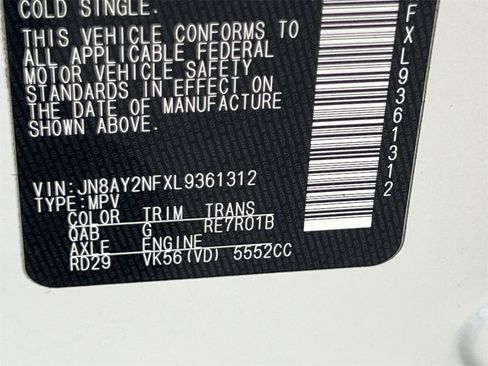 COLD SINGLE.
THIS VEHICLE CONFORMS TO
ALL APPLICABLE FEDERAL
MOTOR VEHICLE SAFETY
STANDARDS IN EFFECT ON
THE DATE OF MANUFACTURE
SHOWN ABOVE.
VIN:JN8AY2NFXL9361312
TYPE:MPV
COLOR TRIM TRANS
QAB G RE7R01B
AXLE ENGINE
RD29 VK56(VD) 5552CC
FXL9361312